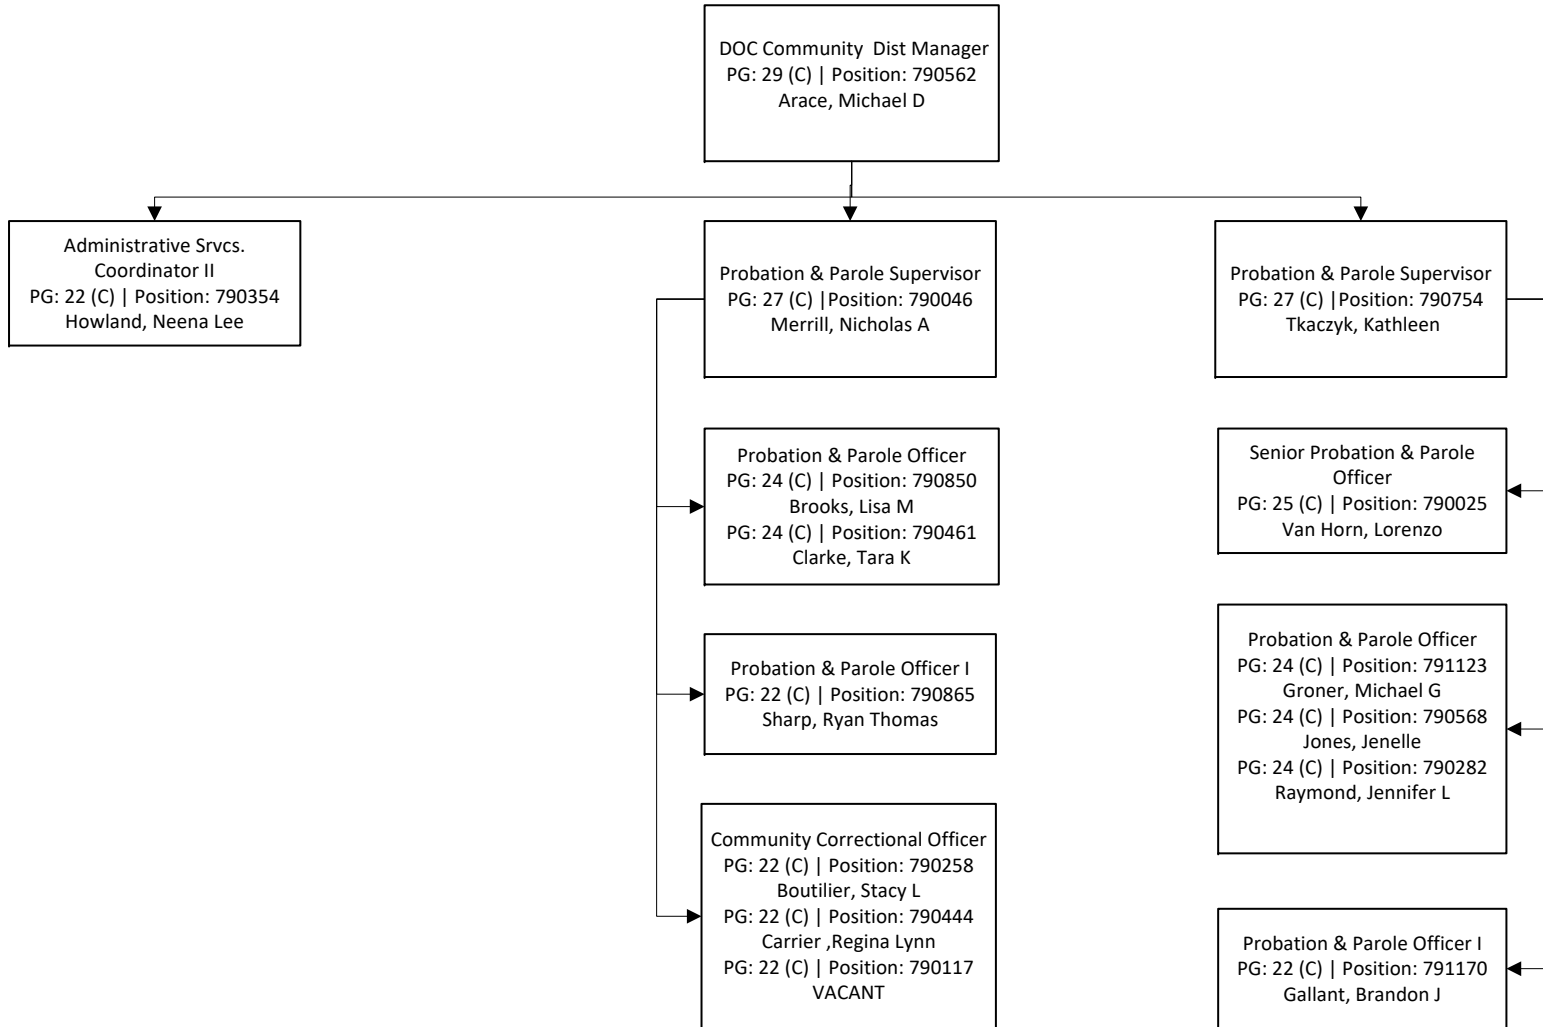 DOC Community  Dist Manager
PG: 29 (C) | Position: 790562
Arace, Michael D
Administrative Srvcs.
Coordinator II
PG: 22 (C) | Position: 790354
Howland, Neena Lee
Probation & Parole Supervisor
PG: 27 (C) |Position: 790046
Merrill, Nicholas A
Probation & Parole Supervisor
PG: 27 (C) |Position: 790754
Tkaczyk, Kathleen
Probation & Parole Officer
PG: 24 (C) | Position: 790850
Brooks, Lisa M
PG: 24 (C) | Position: 790461
Clarke, Tara K
Probation & Parole Officer I
PG: 22 (C) | Position: 790865
Sharp, Ryan Thomas
Community Correctional Officer
PG: 22 (C) | Position: 790258
Boutilier, Stacy L
PG: 22 (C) | Position: 790444
Carrier ,Regina Lynn
PG: 22 (C) | Position: 790117
VACANT
Senior Probation & Parole
Officer
PG: 25 (C) | Position: 790025
Van Horn, Lorenzo
Probation & Parole Officer
PG: 24 (C) | Position: 791123
Groner, Michael G
PG: 24 (C) | Position: 790568
Jones, Jenelle
PG: 24 (C) | Position: 790282
Raymond, Jennifer L
Probation & Parole Officer I
PG: 22 (C) | Position: 791170
Gallant, Brandon J